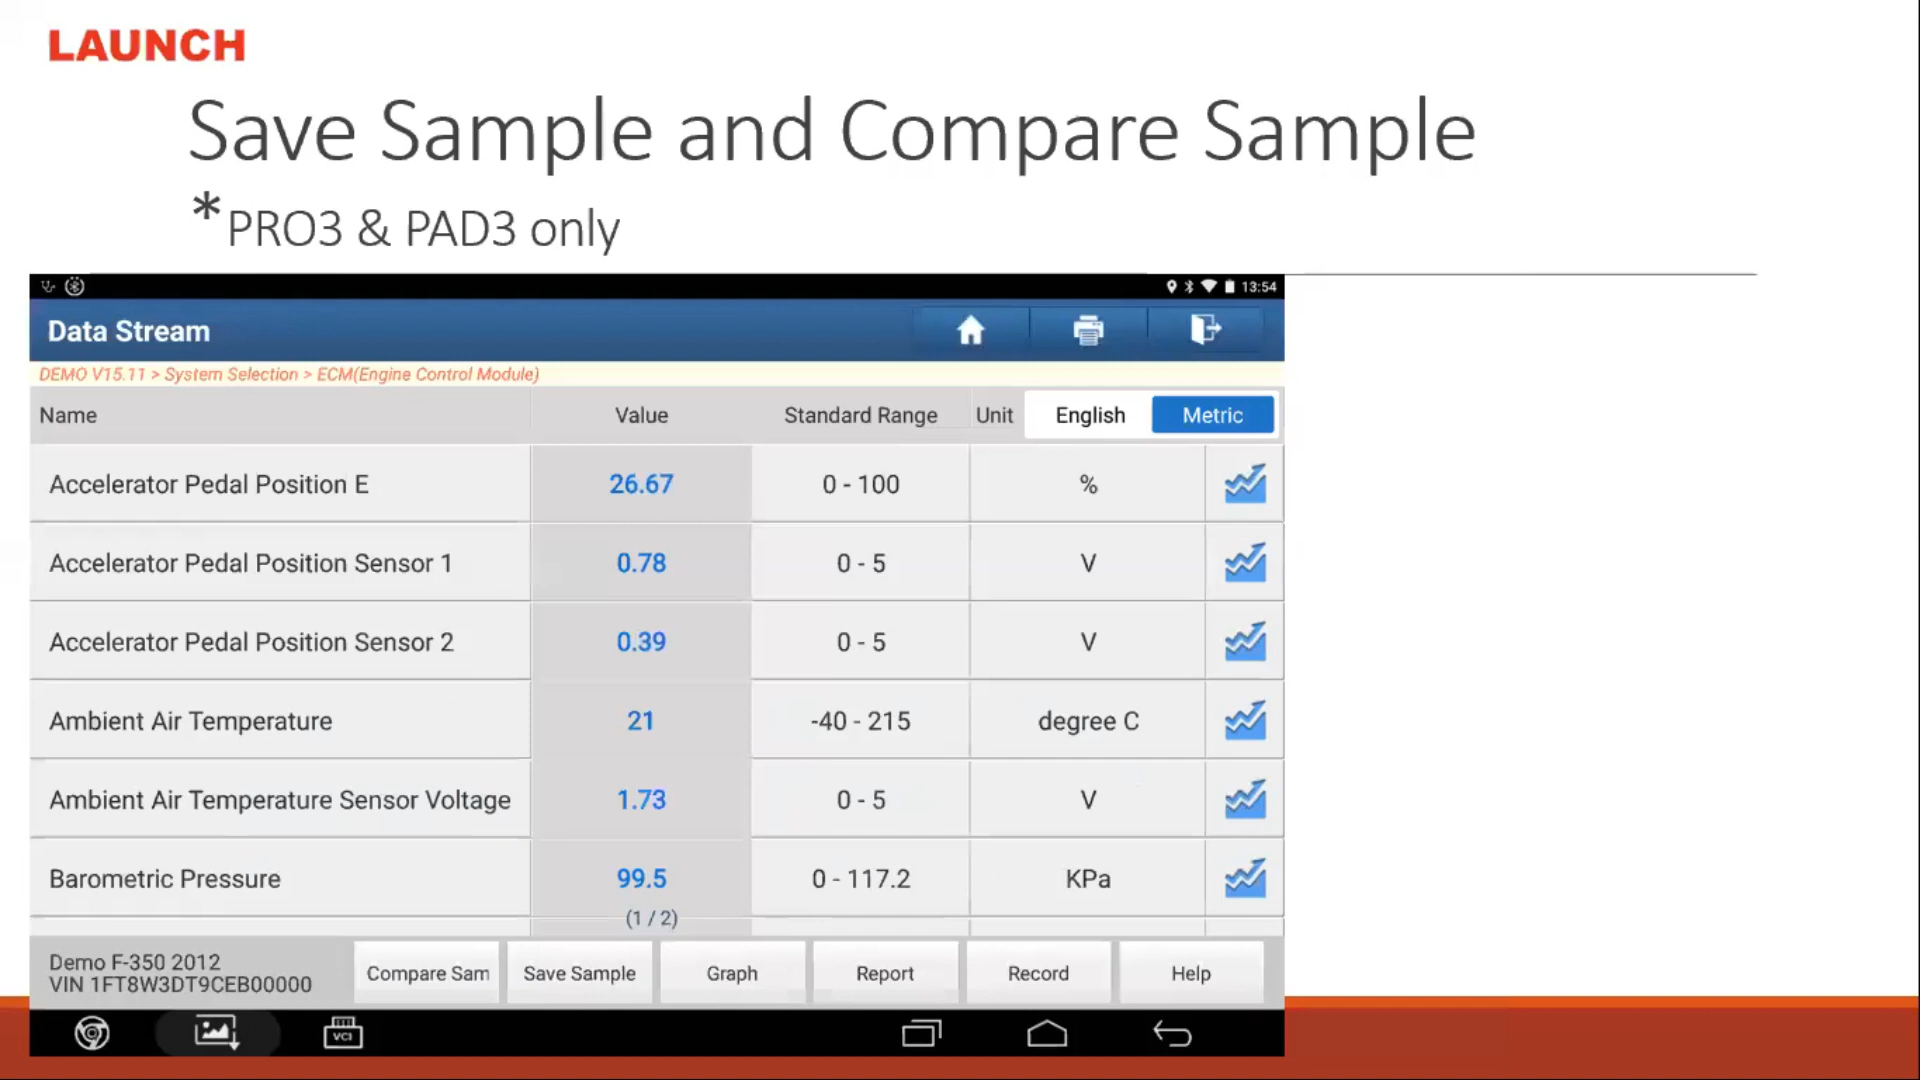 LAUNCH
Save Sample and Compare Sample
*PRO3 & PAD3 only
13:54
Data Stream
DEMO V15.11 > System Selection > ECM(Engine Control Module)
Name Value Standard Range Unit English Metric
Accelerator Pedal Position E 26.67 0 - 100 %
Accelerator Pedal Position Sensor 1 0.78 0 - 5 V
Accelerator Pedal Position Sensor 2 0.39 0 - 5 V
Ambient Air Temperature 21 -40 - 215 degree C
Ambient Air Temperature Sensor Voltage 1.73 0 - 5 V
Barometric Pressure 99.5 0 - 117.2 KPa
(1 / 2)
Demo F-350 2012
VIN 1FT8W3DT9CEB00000
Compare Sam Save Sample Graph Report Record Help
VCI